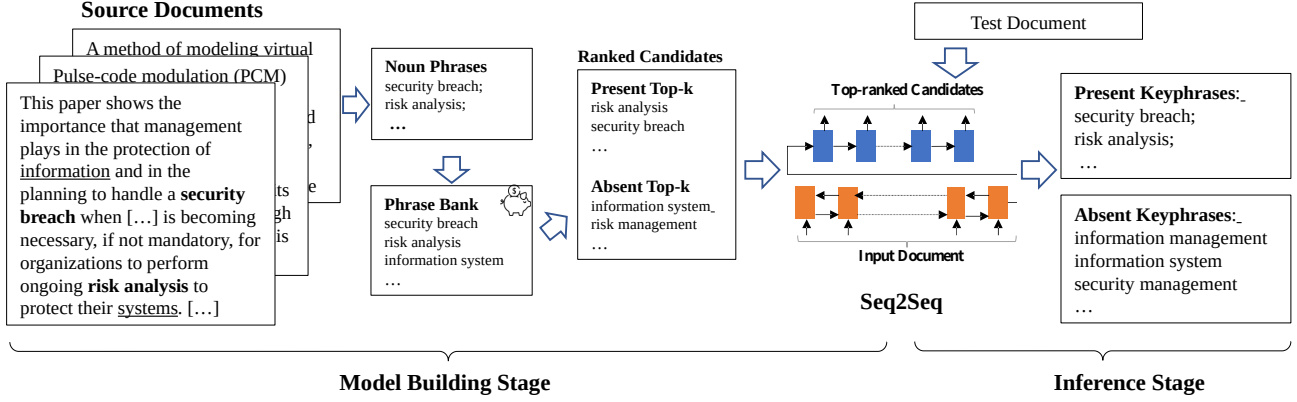 Source Documents
A method of modeling virtual
Pulse-code modulation (PCM)
This paper shows the
importance that management
plays in the protection of
information and in the
planning to handle a security
breach when […] is becoming
necessary, if not mandatory, for
organizations to perform
ongoing risk analysis to
protect their systems. […]
Noun Phrases
security breach;
risk analysis;
…
Phrase Bank
security breach
risk analysis
information system
…
Ranked Candidates
Present Top-k
risk analysis
security breach
…
Absent Top-k
information system
risk management
…
Test Document
Top-ranked Candidates
Input Document
Seq2Seq
Present Keyphrases:
security breach;
risk analysis;
…
Absent Keyphrases:
information management
information system
security management
…
Model Building Stage
Inference Stage